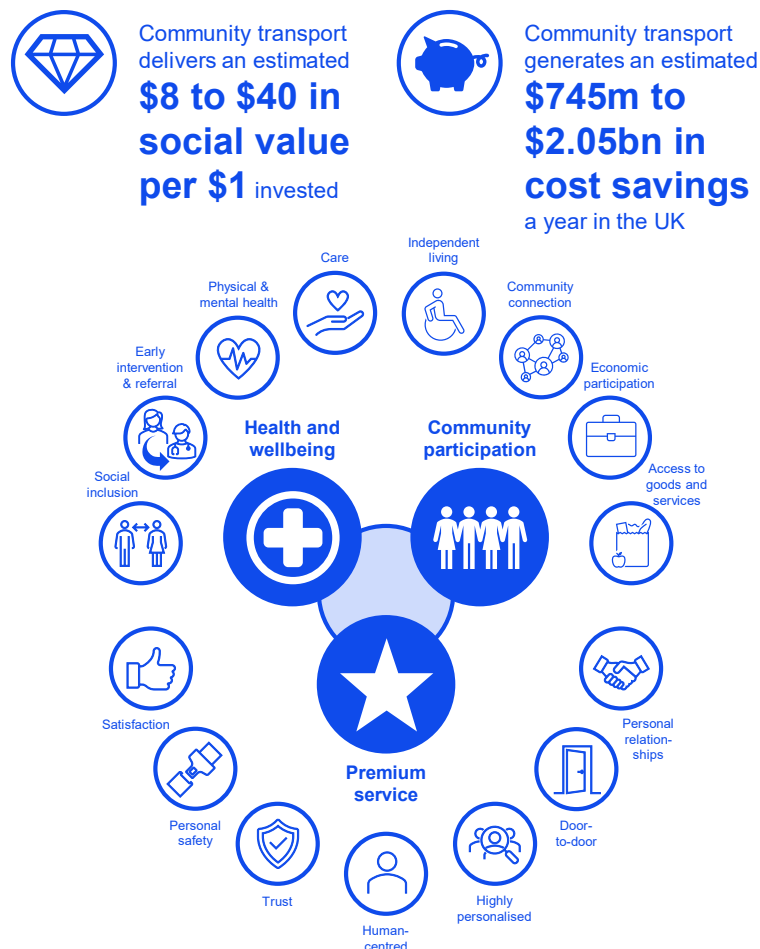 Community transport
delivers an estimated
$8 to $40 in
social value
per $1 invested
Community transport
generates an estimated
$745m to
$2.05bn in
cost savings
a year in the UK
Independent
living
Care
Physical &
mental health
Community
connection
Early
intervention
& referral
Economic
participation
Health and
wellbeing
Community
participation
Social
inclusion
Access to
goods and
services
Satisfaction
Personal
relation-
ships
Premium
service
Personal
safety
Door-
to-door
Trust
Highly
personalised
Human-
centred